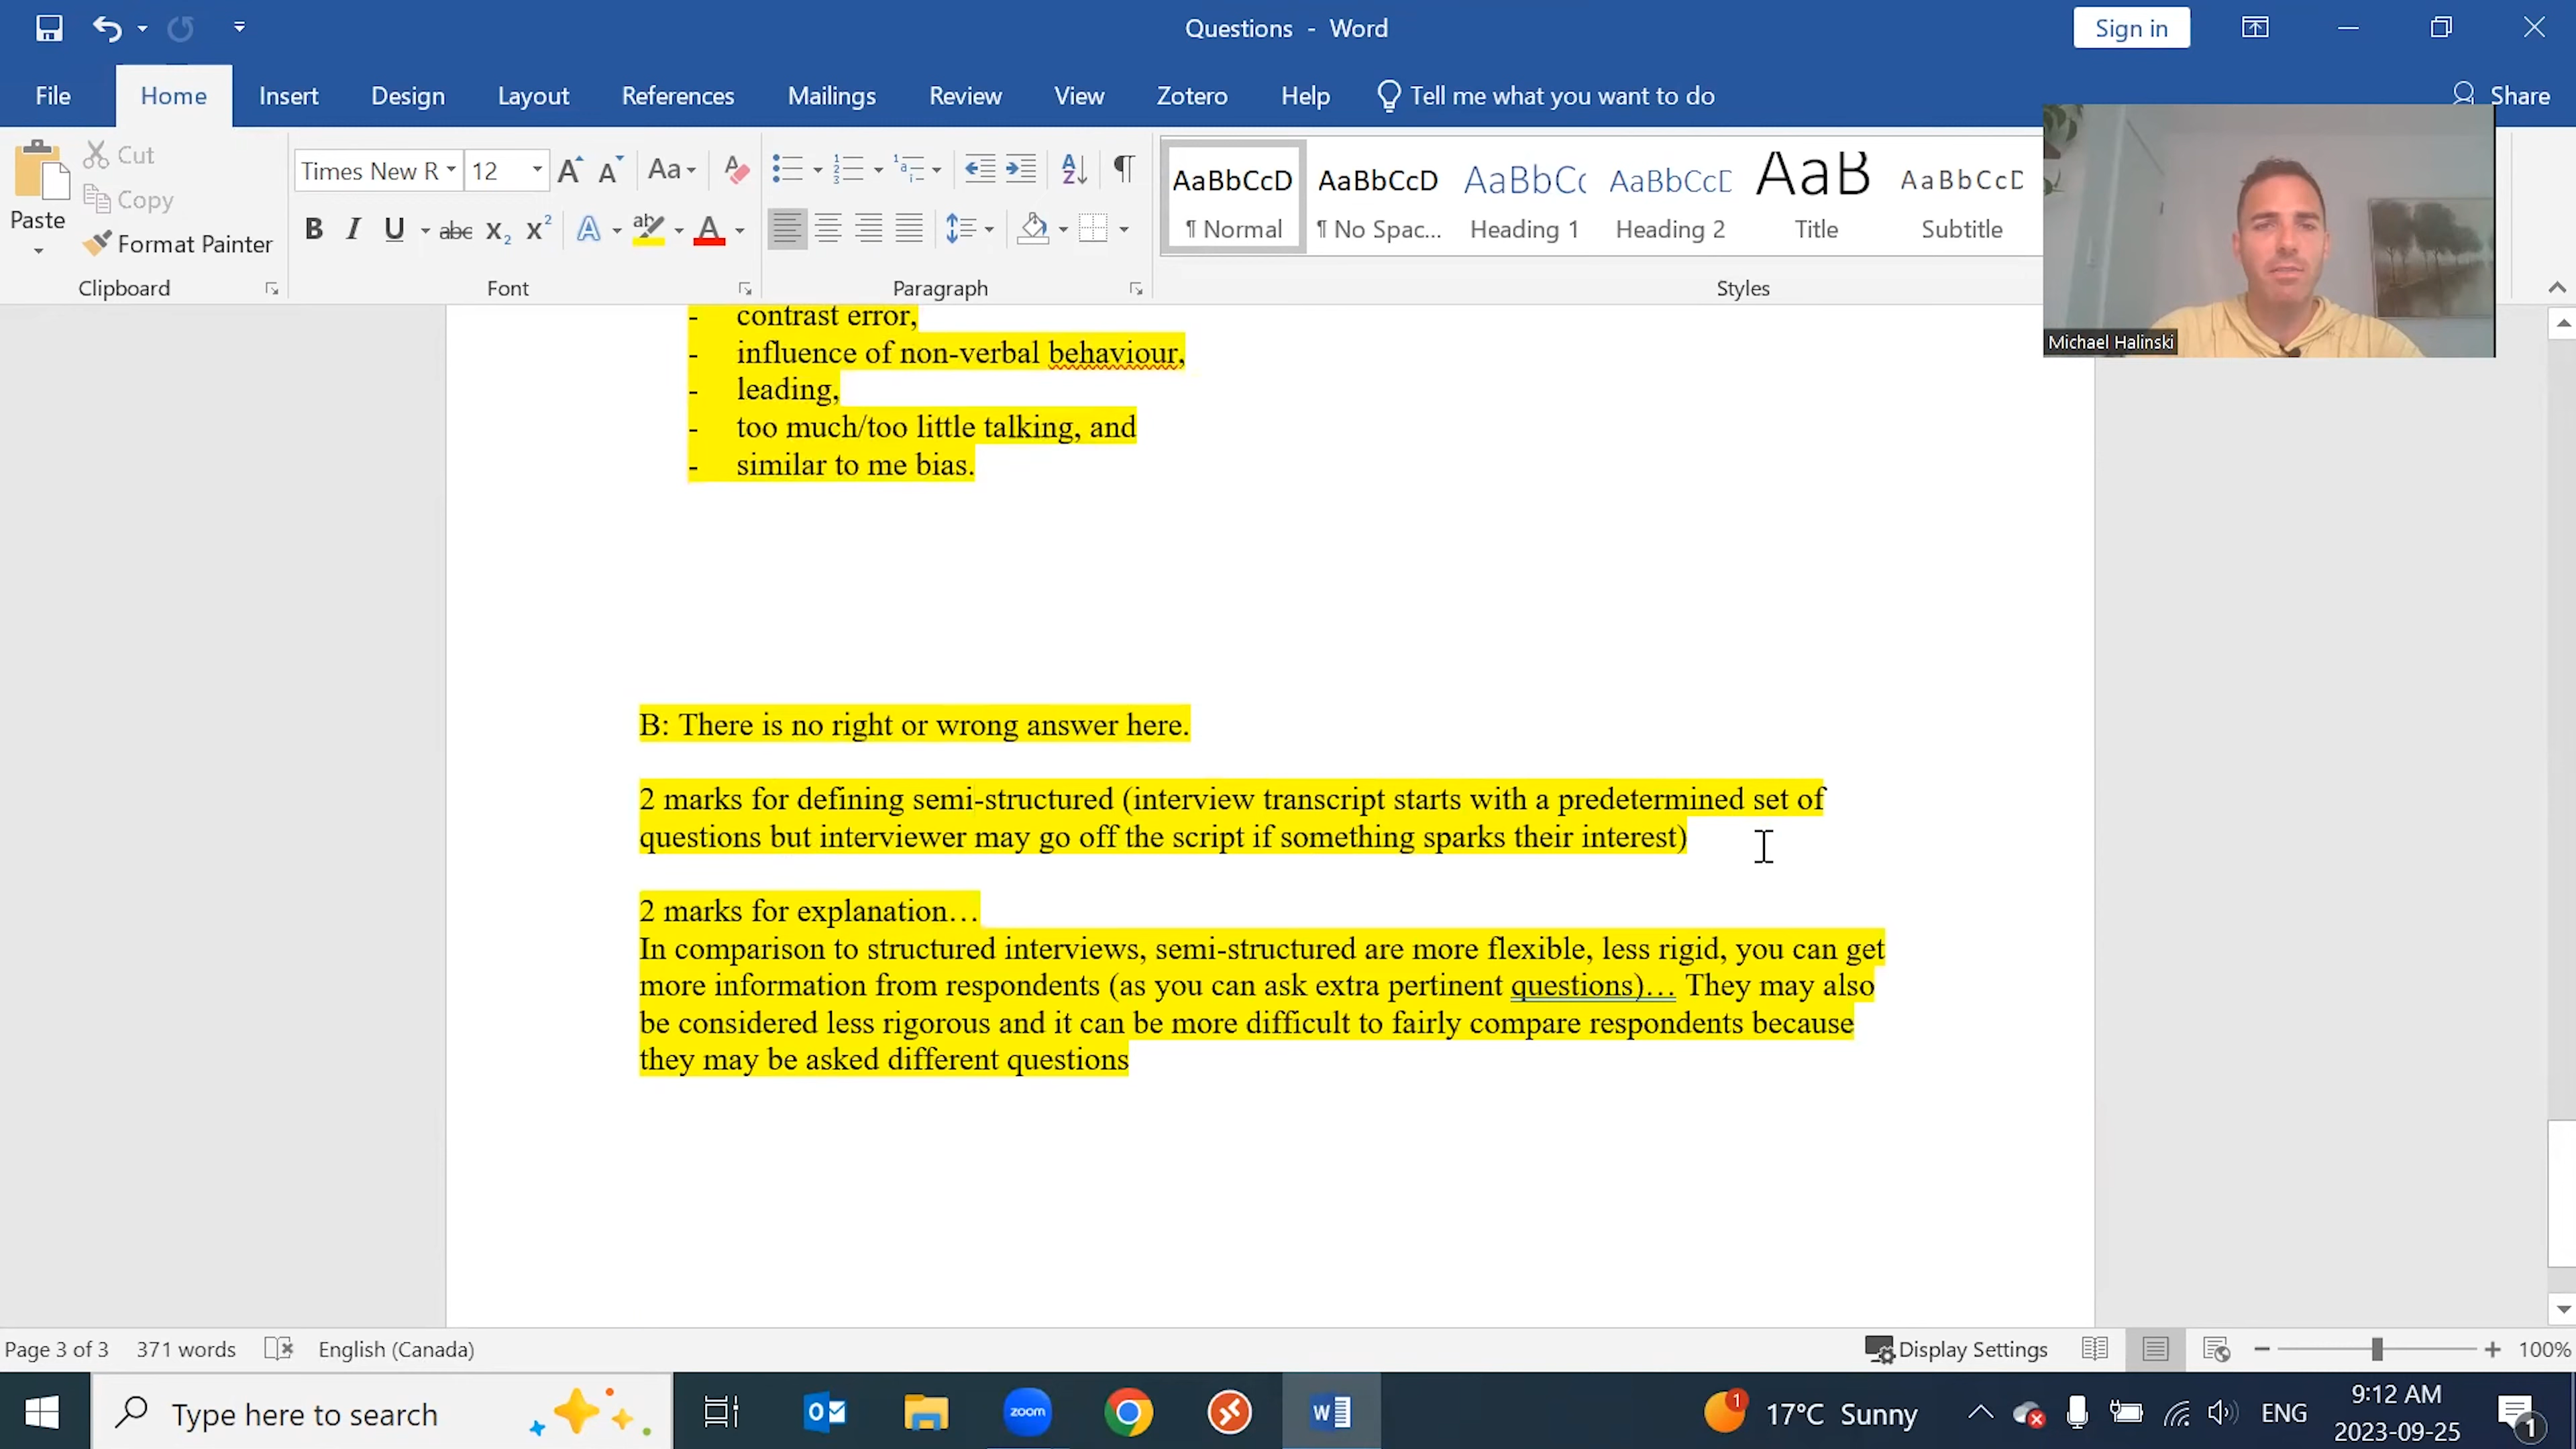 Questions - Word
Sign in
File Home Insert Design Layout References Mailings Review View Zotero Help Tell me what you want to do Share
Paste
Cut
Copy
Format Painter
Clipboard
Times New R 12
Font
Paragraph
AaBbCcD AaBbCcD AaBbCc AaBbCcD AaB AaBbCcD
¶ Normal ¶ No Spac... Heading 1 Heading 2 Title Subtitle
Styles
Michael Halinski
- contrast error,
- influence of non-verbal behaviour,
- leading,
- too much/too little talking, and
- similar to me bias.
B: There is no right or wrong answer here.
2 marks for defining semi-structured (interview transcript starts with a predetermined set of
questions but interviewer may go off the script if something sparks their interest)
2 marks for explanation…
In comparison to structured interviews, semi-structured are more flexible, less rigid, you can get
more information from respondents (as you can ask extra pertinent questions)… They may also
be considered less rigorous and it can be more difficult to fairly compare respondents because
they may be asked different questions
Page 3 of 3 371 words English (Canada) Display Settings 100%
Type here to search
zoom
17°C Sunny
ENG
9:12 AM
2023-09-25